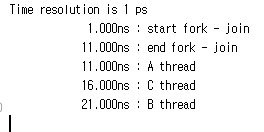 Time resolution is 1 ps
1.000ns : start fork - join
11.000ns : end fork - join
11.000ns : A thread
16.000ns : C thread
21.000ns : B thread